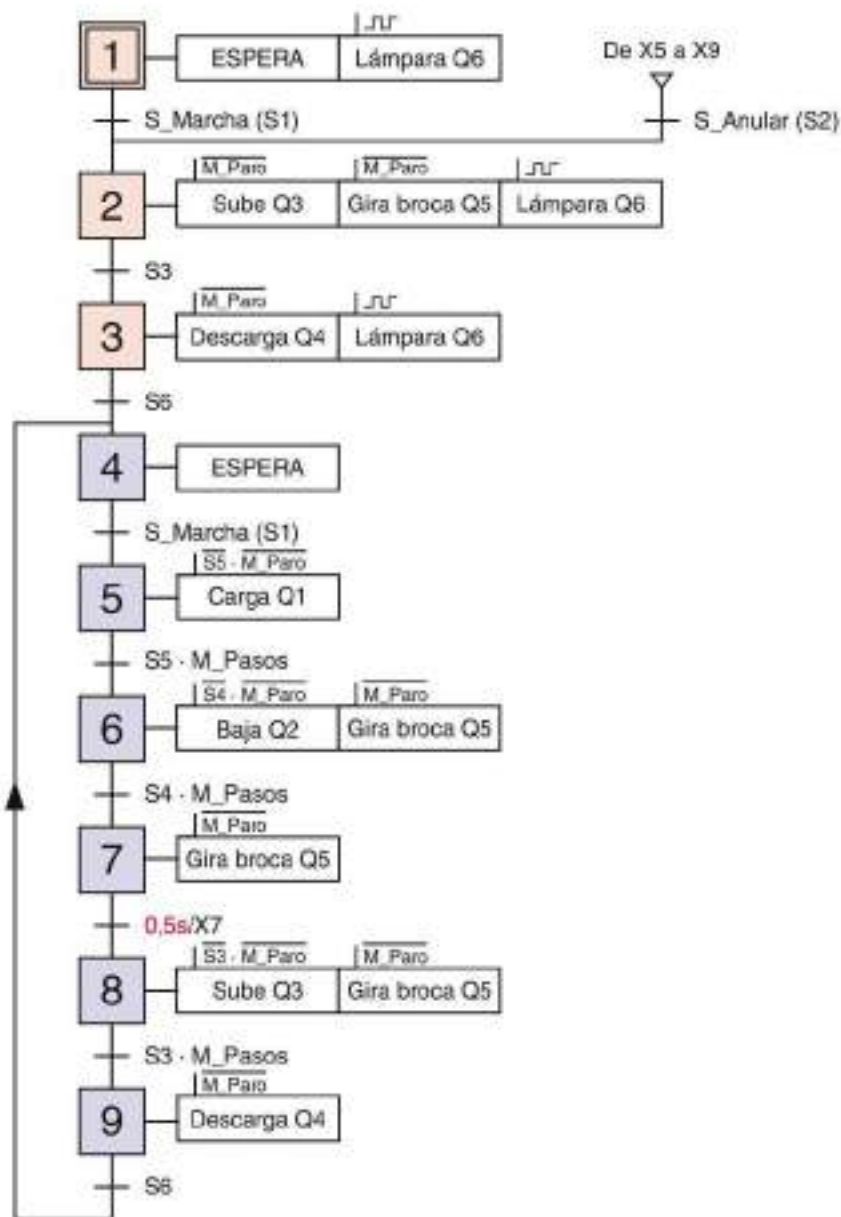 1
ESPERA
Lámpara Q6
De X5 a X9
S_Marcha (S1)
S_Anular (S2)
M_Paro
M_Paro
2
Sube Q3
Gira broca Q5
Lámpara Q6
S3
M_Paro
3
Descarga Q4
Lámpara Q6
S6
4
ESPERA
S_Marcha (S1)
S5 · M_Paro
5
Carga Q1
S5 · M_Pasos
S4 · M_Paro
M_Paro
6
Baja Q2
Gira broca Q5
S4 · M_Pasos
M_Paro
7
Gira broca Q5
0,5s/X7
S3 · M_Paro
M_Paro
8
Sube Q3
Gira broca Q5
S3 · M_Pasos
M_Paro
9
Descarga Q4
S6